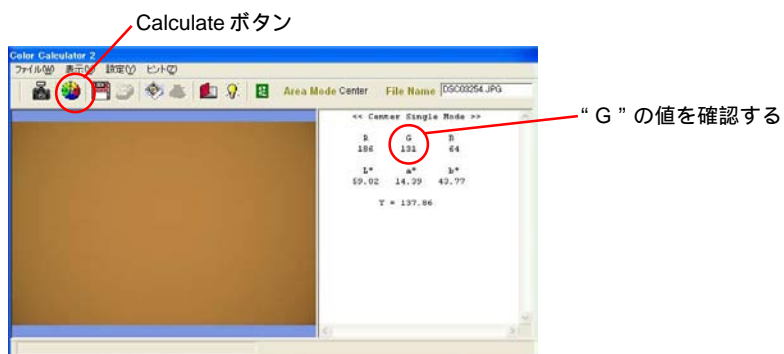 Calculate ボタン
Color Calculator 2
ファイル(W) 表示(V) 設定(Y) ヒント(Z)
Area Mode Center File Name DSC03254.JPG
<< Center Single Mode >>
R G B
186 131 64
L* a* b*
59.02 14.39 43.77
Y = 137.86
“ G ” の値を確認する